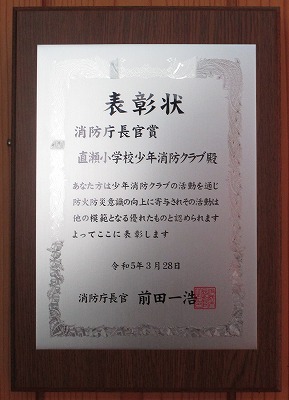 表彰状
消防庁長官賞
直瀬小学校少年消防クラブ殿
あなた方は少年消防クラブの活動を通じ
防火防災意識の向上に寄与されその活動は
他の模範となる優れたものと認められます
よってここに表彰します
令和5年3月28日
消防庁長官 前田一浩